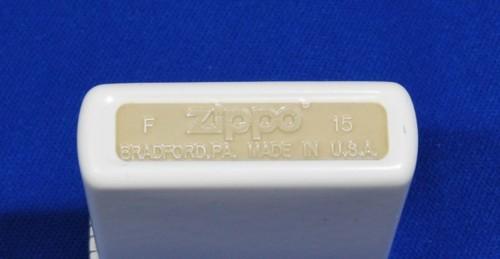 F Zippo® 15
BRADFORD, PA. MADE IN U.S.A.